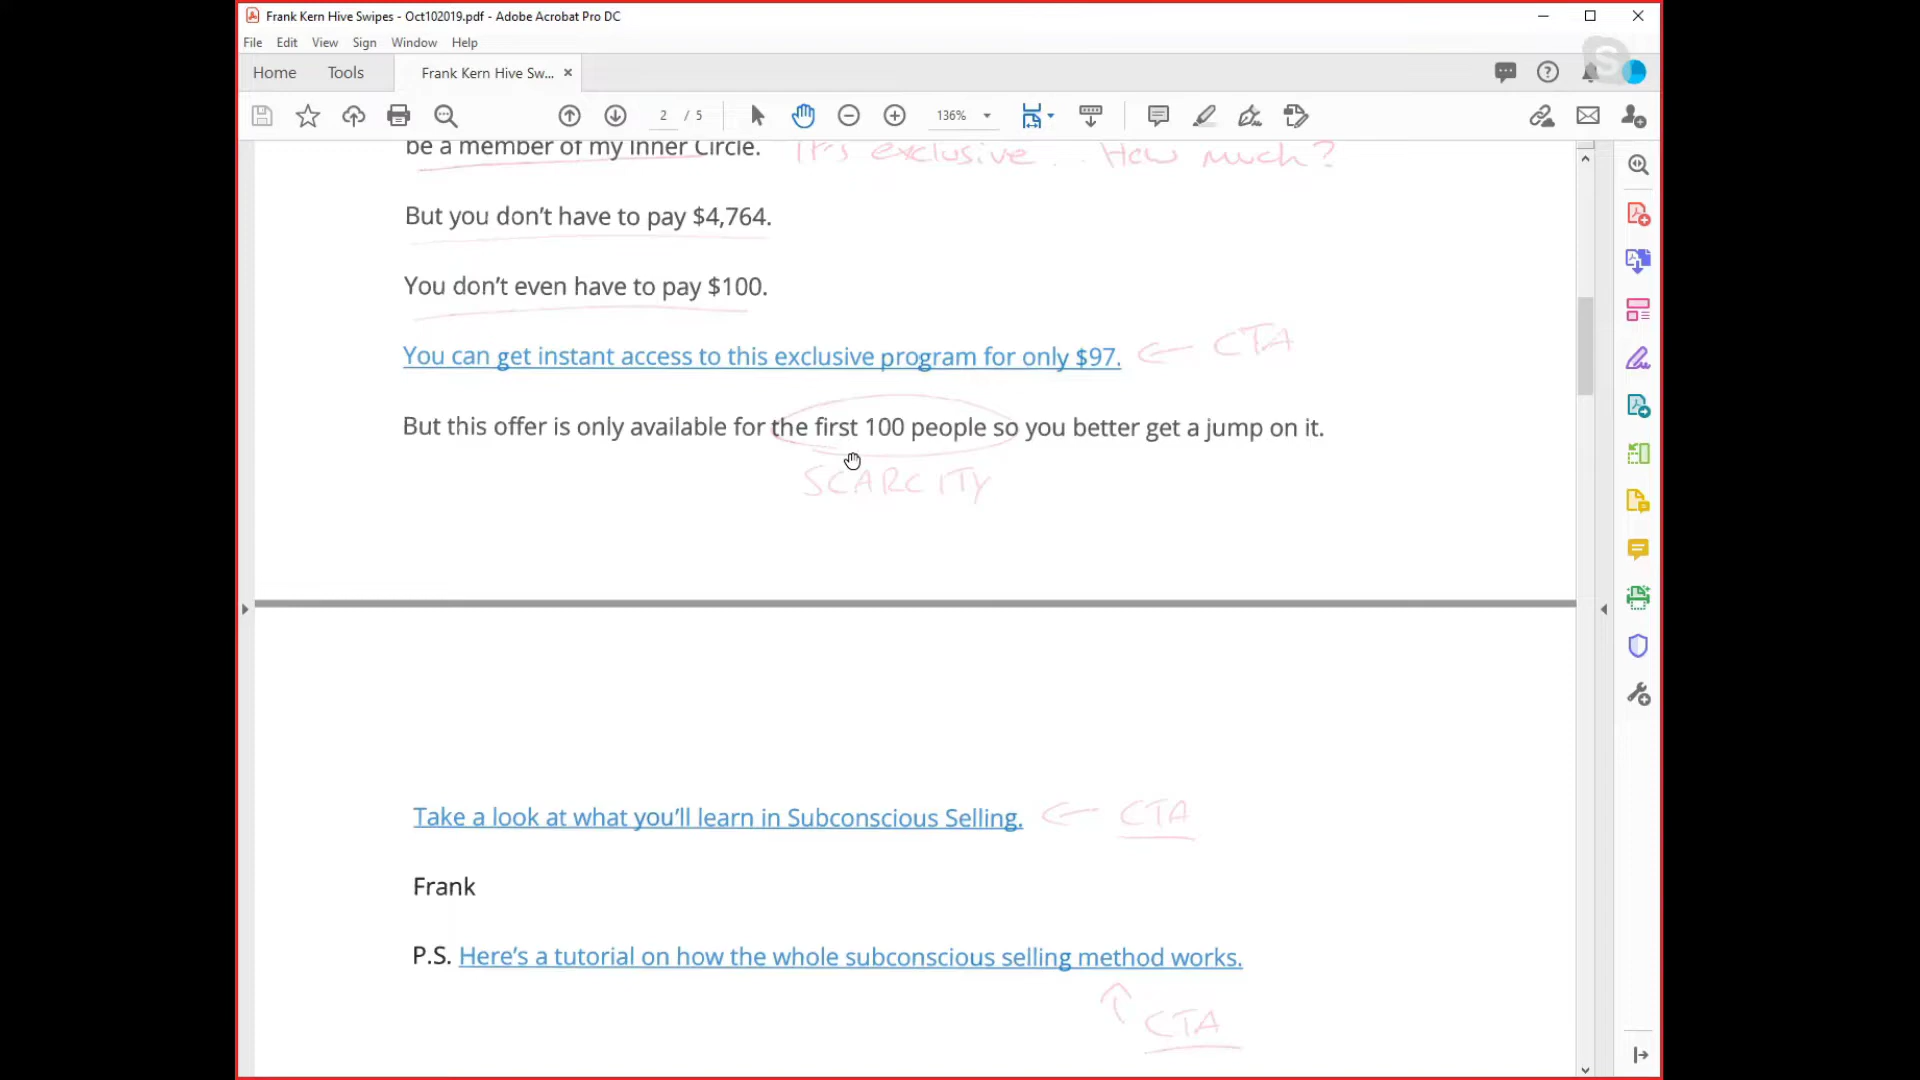 Frank Kern Hive Swipes - Oct102019.pdf - Adobe Acrobat Pro DC
File Edit View Sign Window Help
Home Tools Frank Kern Hive Sw... ×
2 / 5 136%
be a member of my Inner Circle. It's exclusive... How much?
But you don't have to pay $4,764.
You don't even have to pay $100.
You can get instant access to this exclusive program for only $97. ← CTA
But this offer is only available for the first 100 people so you better get a jump on it.
SCARCITY
Take a look at what you'll learn in Subconscious Selling. ← CTA
Frank
P.S. Here's a tutorial on how the whole subconscious selling method works.
↑ CTA